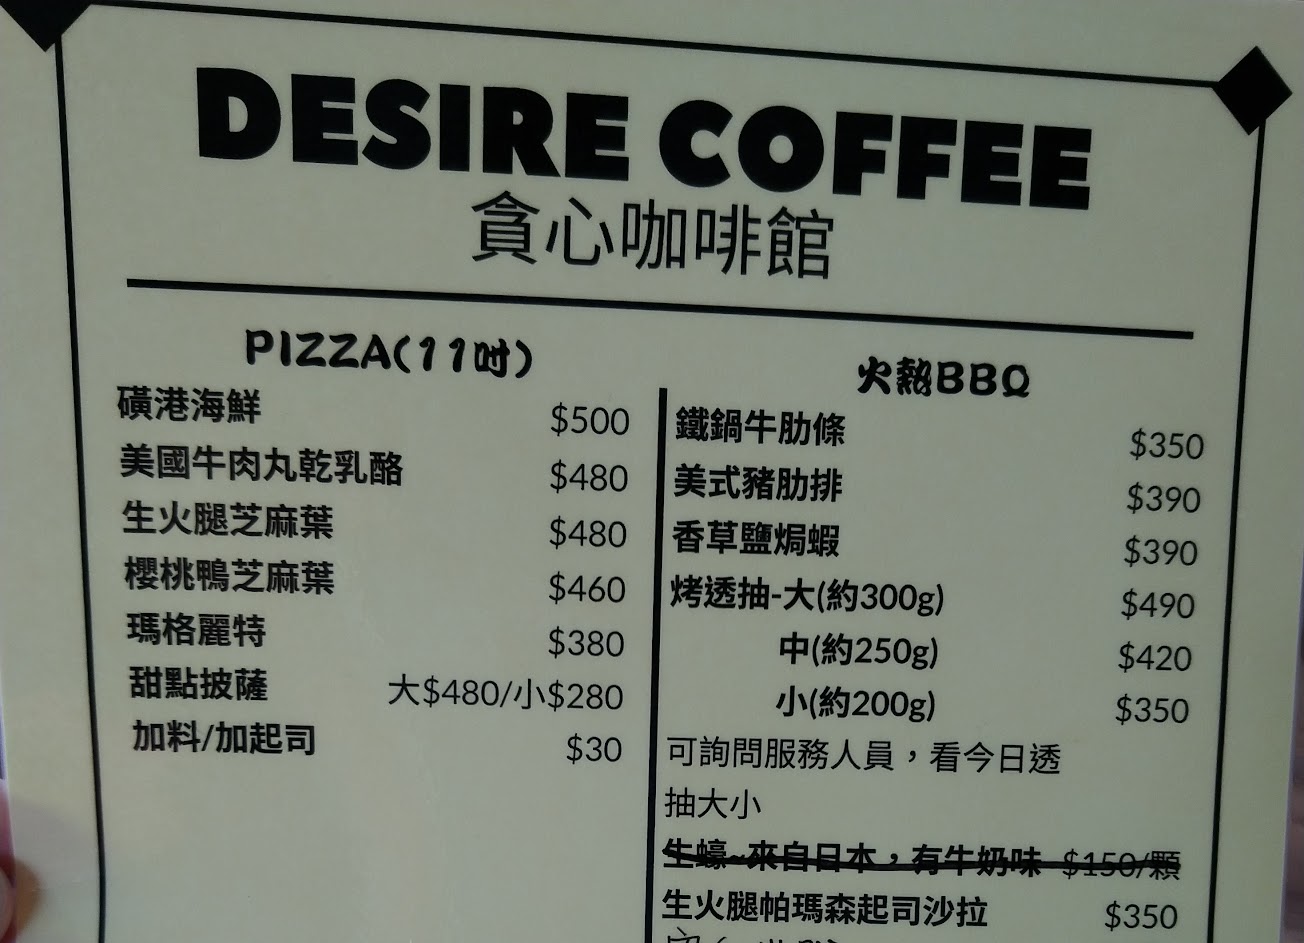 DESIRE COFFEE
貪心咖啡館
PIZZA(11吋)
磺港海鮮 $500
美國牛肉丸乾乳酪 $480
生火腿芝麻葉 $480
櫻桃鴨芝麻葉 $460
瑪格麗特 $380
甜點披薩 大$480/小$280
加料/加起司 $30
火熱BBQ
鐵鍋牛肋條 $350
美式豬肋排 $390
香草鹽焗蝦 $390
烤透抽-大(約300g) $490
中(約250g) $420
小(約200g) $350
可詢問服務人員，看今日透
抽大小
生蠔~來自日本，有牛奶味 $150/顆
生火腿帕瑪森起司沙拉 $350